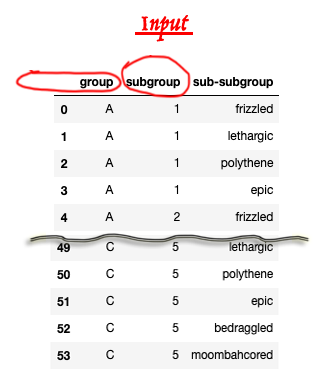 Input
group subgroup sub-subgroup
0 A 1 frizzled
1 A 1 lethargic
2 A 1 polythene
3 A 1 epic
4 A 2 frizzled
49 C 5 lethargic
50 C 5 polythene
51 C 5 epic
52 C 5 bedraggled
53 C 5 moombahcored